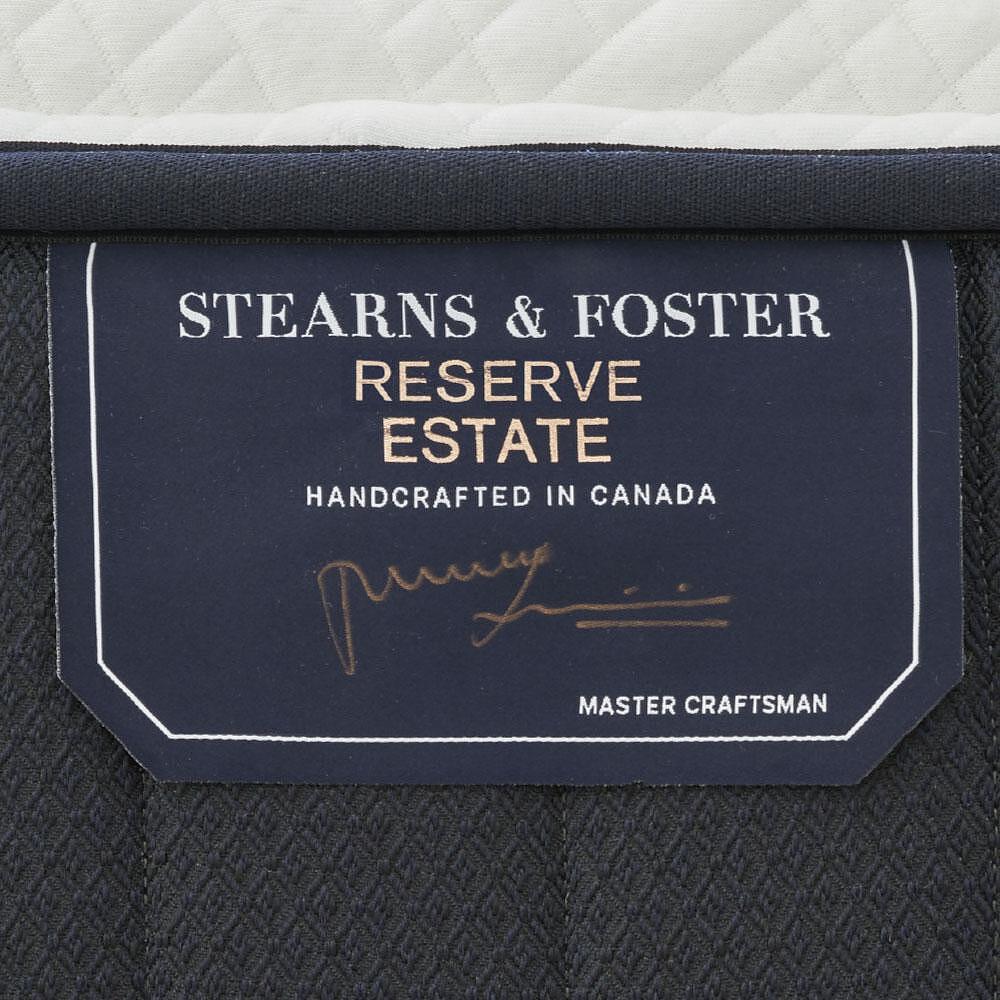 STEARNS & FOSTER
RESERVE
ESTATE
HANDCRAFTED IN CANADA
MASTER CRAFTSMAN